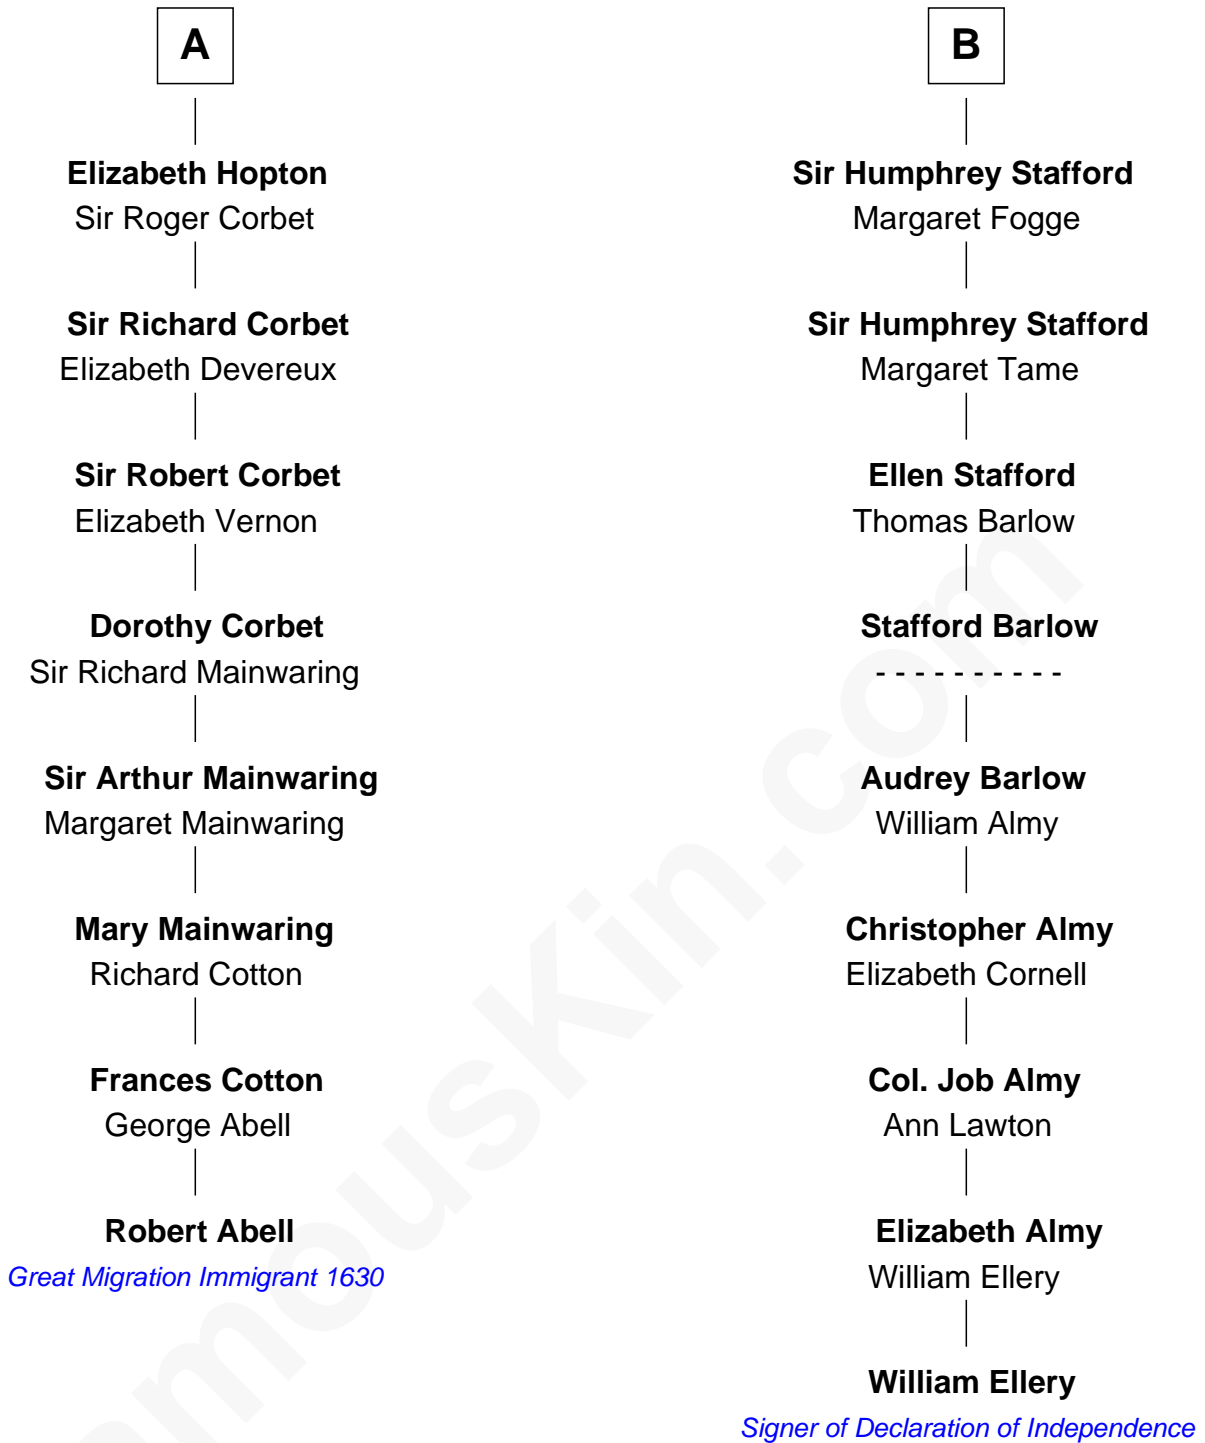 A
Elizabeth Hopton
Sir Roger Corbet
Sir Richard Corbet
Elizabeth Devereux
Sir Robert Corbet
Elizabeth Vernon
Dorothy Corbet
Sir Richard Mainwaring
Sir Arthur Mainwaring
Margaret Mainwaring
Mary Mainwaring
Richard Cotton
Frances Cotton
George Abell
Robert Abell
Great Migration Immigrant 1630
B
Sir Humphrey Stafford
Margaret Fogge
Sir Humphrey Stafford
Margaret Tame
Ellen Stafford
Thomas Barlow
Stafford Barlow
- - - - - - - - - -
Audrey Barlow
William Almy
Christopher Almy
Elizabeth Cornell
Col. Job Almy
Ann Lawton
Elizabeth Almy
William Ellery
William Ellery
Signer of Declaration of Independence
amouskin.com